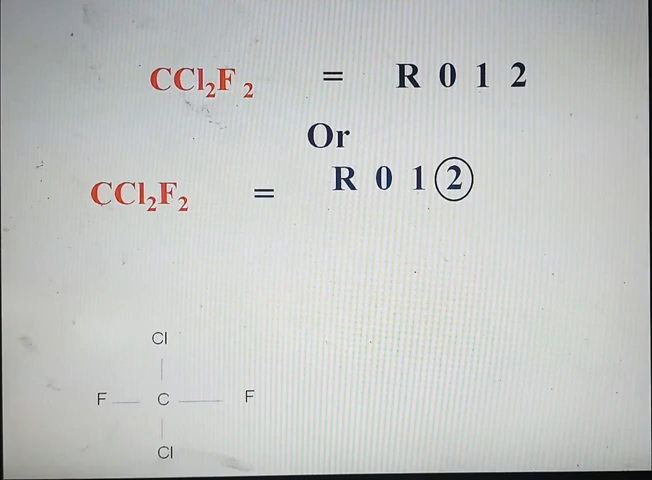 CCl₂F₂ = R 0 1 2
Or
CCl₂F₂ = R 0 1 2
Cl
F C F
Cl